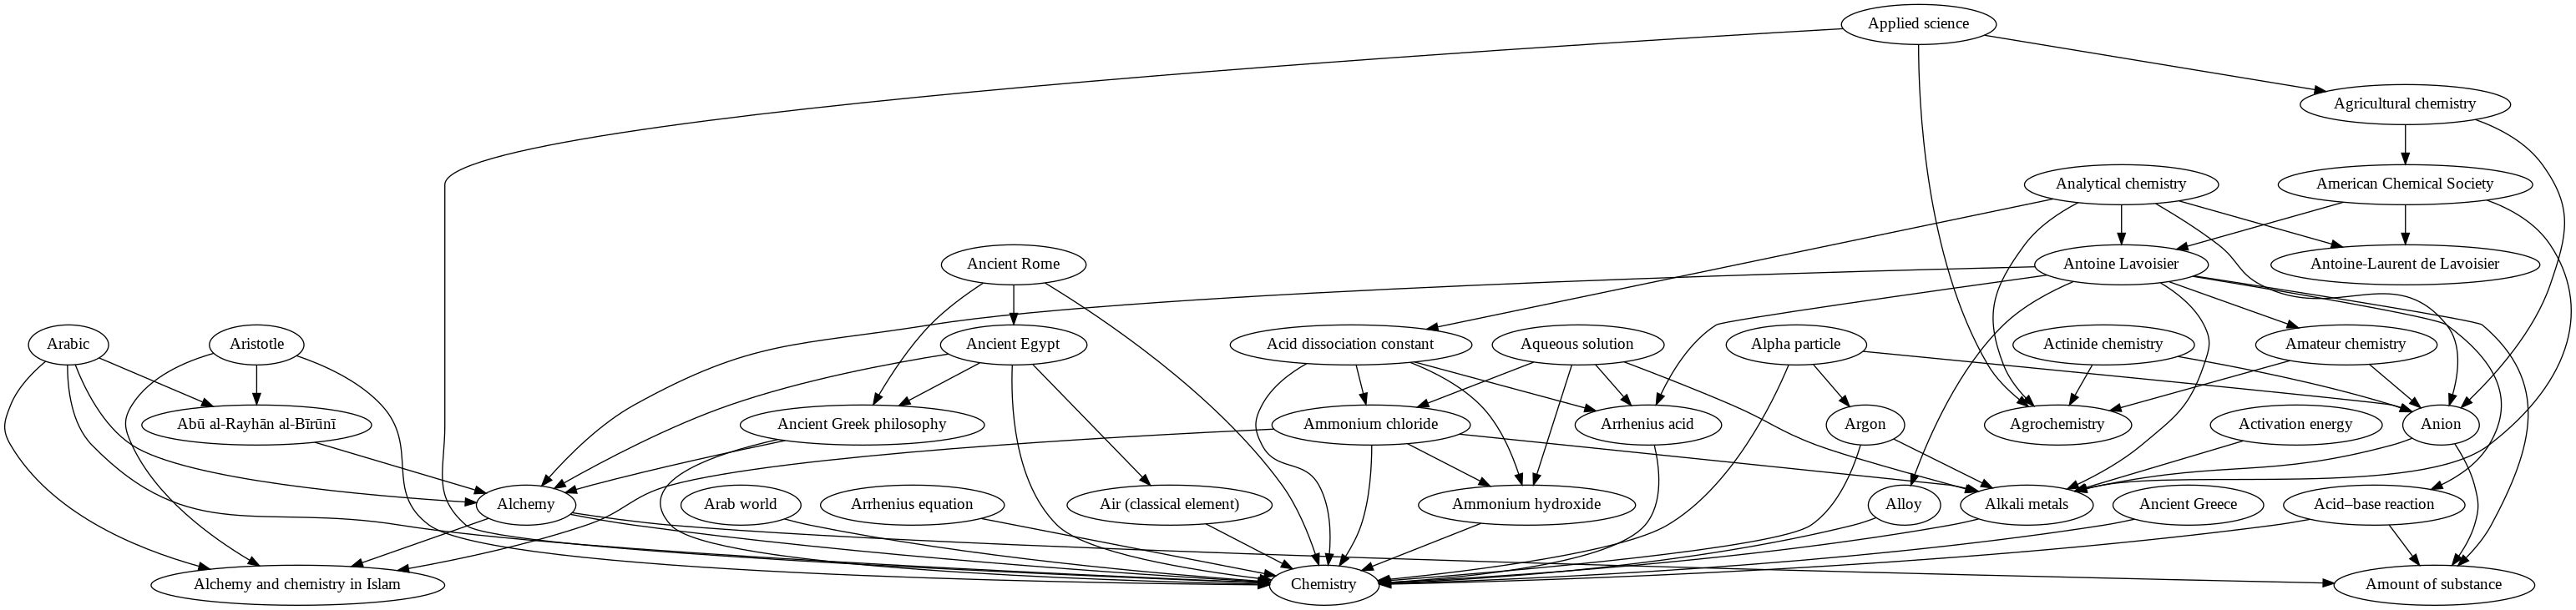 Applied science
Agricultural chemistry
Analytical chemistry
American Chemical Society
Ancient Rome
Antoine Lavoisier
Antoine-Laurent de Lavoisier
Arabic
Aristotle
Ancient Egypt
Acid dissociation constant
Aqueous solution
Alpha particle
Actinide chemistry
Amateur chemistry
Abū al-Rayhān al-Bīrūnī
Ancient Greek philosophy
Ammonium chloride
Arrhenius acid
Argon
Agrochemistry
Activation energy
Anion
Alchemy
Arab world
Arrhenius equation
Air (classical element)
Ammonium hydroxide
Alloy
Alkali metals
Ancient Greece
Acid–base reaction
Alchemy and chemistry in Islam
Chemistry
Amount of substance